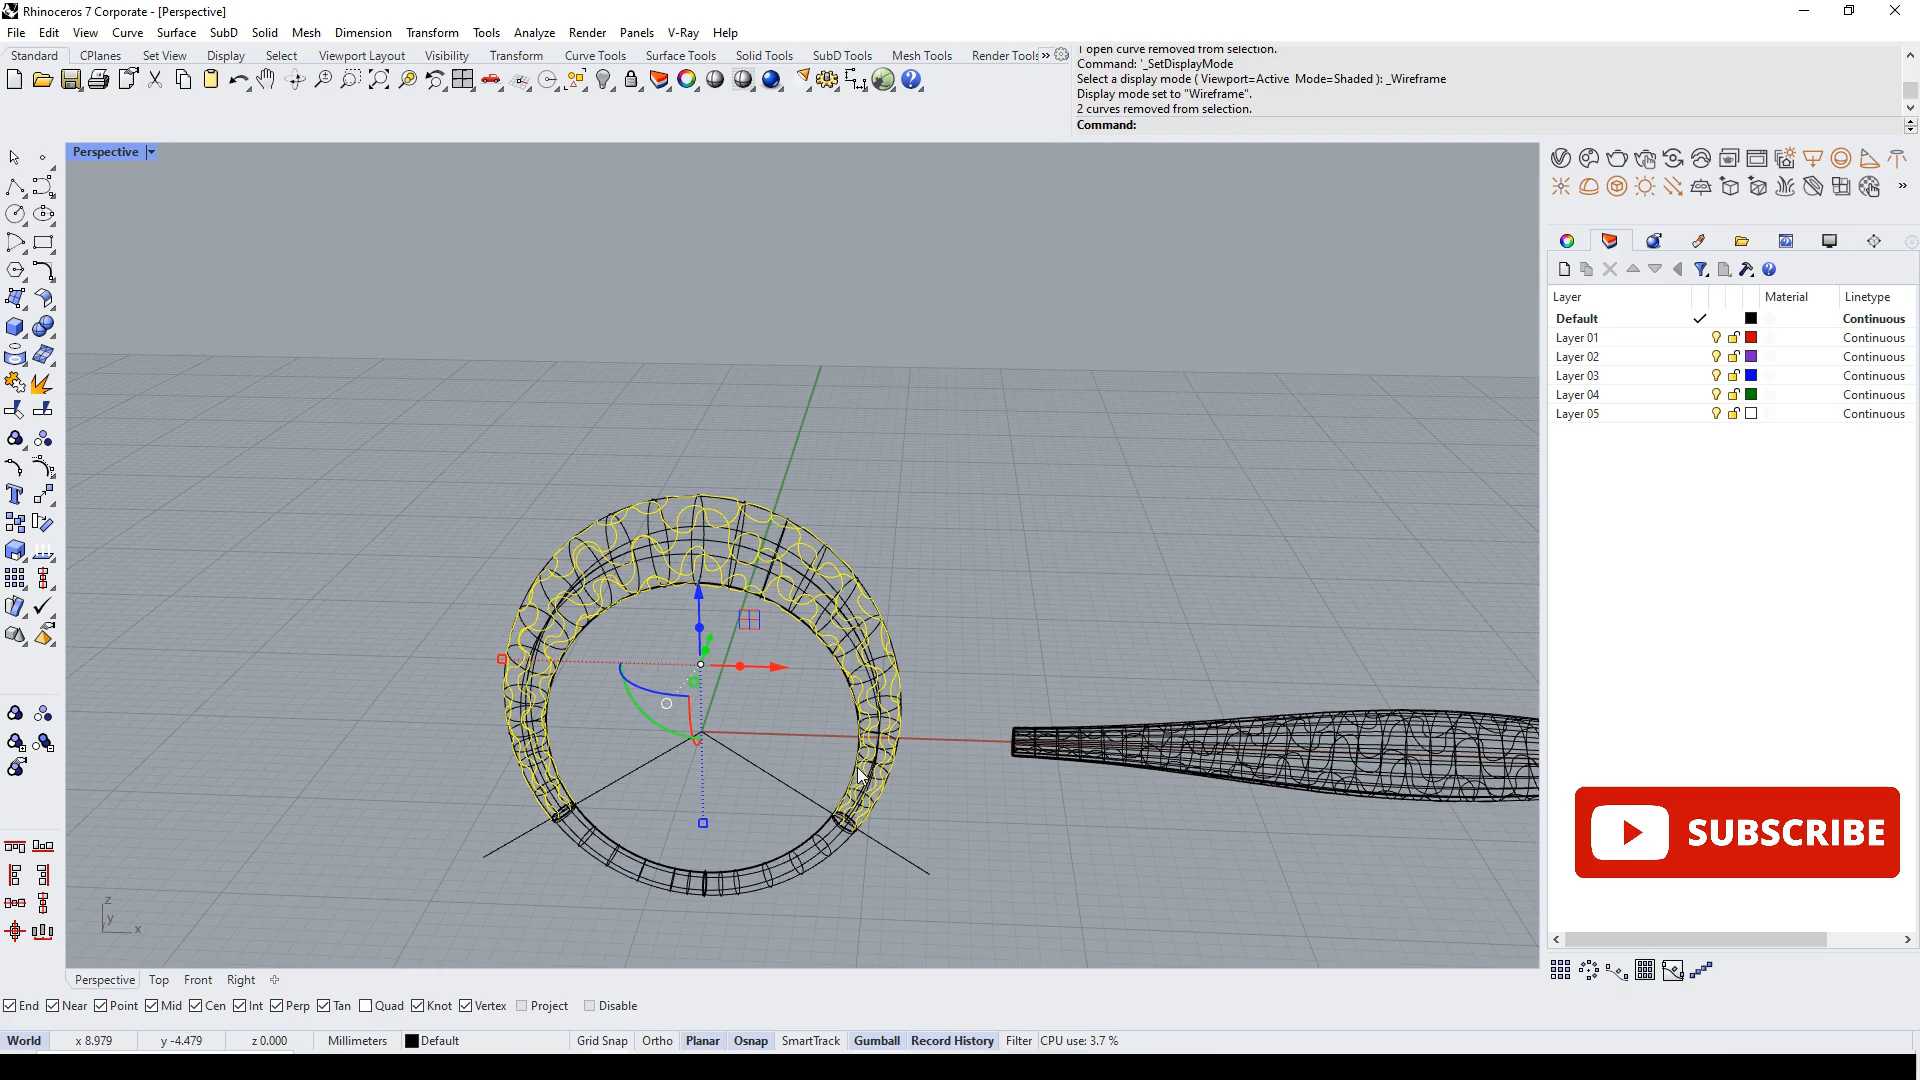 Rhinoceros 7 Corporate - [Perspective]
File Edit View Curve Surface SubD Solid Mesh Dimension Transform Tools Analyze Render Panels V-Ray Help
Standard CPlanes Set View Display Select Viewport Layout Visibility Transform Curve Tools Surface Tools Solid Tools SubD Tools Mesh Tools Render Tools »
1 open curve removed from selection.
Command: '_SetDisplayMode
Select a display mode ( Viewport=Active Mode=Shaded ): _Wireframe
Display mode set to "Wireframe".
2 curves removed from selection.
Command:
Perspective
Layer Material Linetype
Default Continuous
Layer 01 Continuous
Layer 02 Continuous
Layer 03 Continuous
Layer 04 Continuous
Layer 05 Continuous
SUBSCRIBE
z
y
x
Perspective Top Front Right
End Near Point Mid Cen Int Perp Tan Quad Knot Vertex Project Disable
World x 8.979 y -4.479 z 0.000 Millimeters Default Grid Snap Ortho Planar Osnap SmartTrack Gumball Record History Filter CPU use: 3.7 %